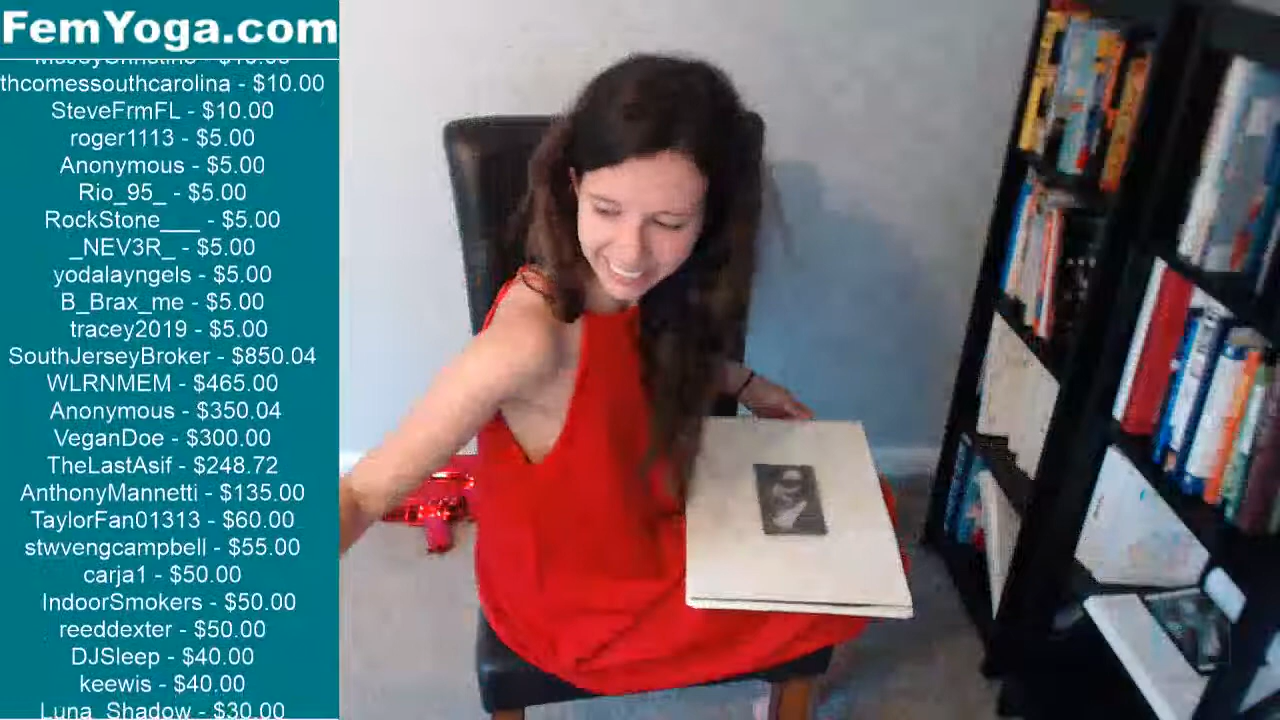 FemYoga.com
thcomessouthcarolina - $10.00
SteveFrmFL - $10.00
roger1113 - $5.00
Anonymous - $5.00
Rio_95_ - $5.00
RockStone___ - $5.00
_NEV3R_ - $5.00
yodalayngels - $5.00
B_Brax_me - $5.00
tracey2019 - $5.00
SouthJerseyBroker - $850.04
WLRNMEM - $465.00
Anonymous - $350.04
VeganDoe - $300.00
TheLastAsif - $248.72
AnthonyMannetti - $135.00
TaylorFan01313 - $60.00
stwvengcampbell - $55.00
carja1 - $50.00
IndoorSmokers - $50.00
reeddexter - $50.00
DJSleep - $40.00
keewis - $40.00
Luna_Shadow - $30.00